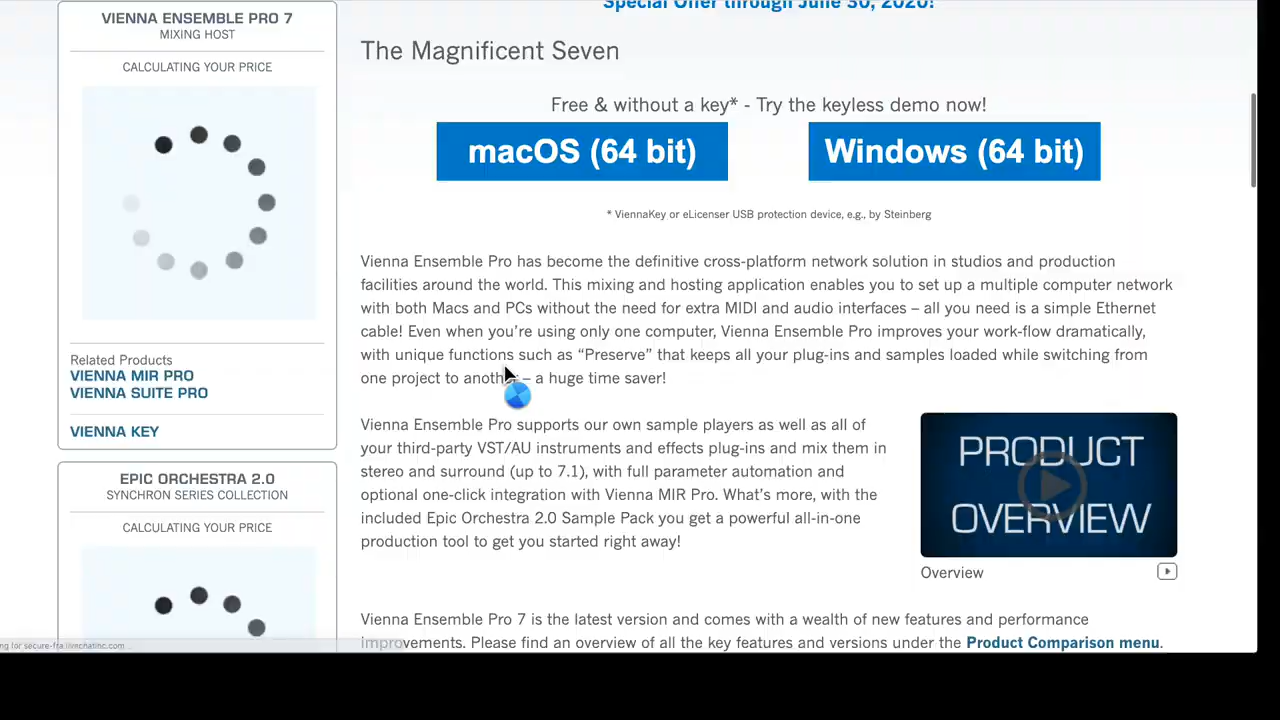 Special Offer through June 30, 2020!
VIENNA ENSEMBLE PRO 7
MIXING HOST
CALCULATING YOUR PRICE
Related Products
VIENNA MIR PRO
VIENNA SUITE PRO
VIENNA KEY
EPIC ORCHESTRA 2.0
SYNCHRON SERIES COLLECTION
CALCULATING YOUR PRICE
The Magnificent Seven
Free & without a key* - Try the keyless demo now!
macOS (64 bit)
Windows (64 bit)
* ViennaKey or eLicenser USB protection device, e.g., by Steinberg
Vienna Ensemble Pro has become the definitive cross-platform network solution in studios and production
facilities around the world. This mixing and hosting application enables you to set up a multiple computer network
with both Macs and PCs without the need for extra MIDI and audio interfaces – all you need is a simple Ethernet
cable! Even when you're using only one computer, Vienna Ensemble Pro improves your work-flow dramatically,
with unique functions such as “Preserve” that keeps all your plug-ins and samples loaded while switching from
one project to another – a huge time saver!
Vienna Ensemble Pro supports our own sample players as well as all of
your third-party VST/AU instruments and effects plug-ins and mix them in
stereo and surround (up to 7.1), with full parameter automation and
optional one-click integration with Vienna MIR Pro. What's more, with the
included Epic Orchestra 2.0 Sample Pack you get a powerful all-in-one
production tool to get you started right away!
PRODUCT
OVERVIEW
Overview
Vienna Ensemble Pro 7 is the latest version and comes with a wealth of new features and performance
improvements. Please find an overview of all the key features and versions under the Product Comparison menu.